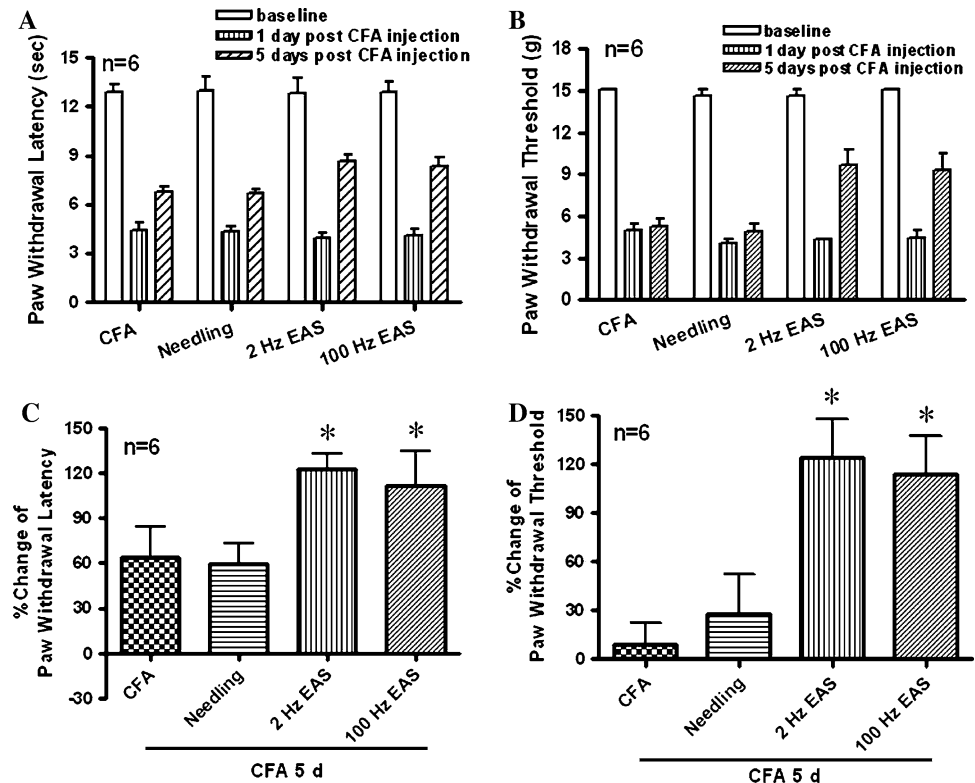 A
baseline
1 day post CFA injection
5 days post CFA injection
n=6
Paw Withdrawal Latency (sec)
15
12
9
6
3
0
CFA
Needling
2 Hz EAS
100 Hz EAS
B
baseline
1 day post CFA injection
5 days post CFA injection
n=6
Paw Withdrawal Threshold (g)
18
15
12
9
6
3
0
CFA
Needling
2 Hz EAS
100 Hz EAS
C
n=6
%Change of
Paw Withdrawal Latency
150
120
90
60
30
0
-30
*
*
CFA
Needling
2 Hz EAS
100 Hz EAS
CFA 5 d
D
n=6
%Change of
Paw Withdrawal Threshold
150
120
90
60
30
0
*
*
CFA
Needling
2 Hz EAS
100 Hz EAS
CFA 5 d